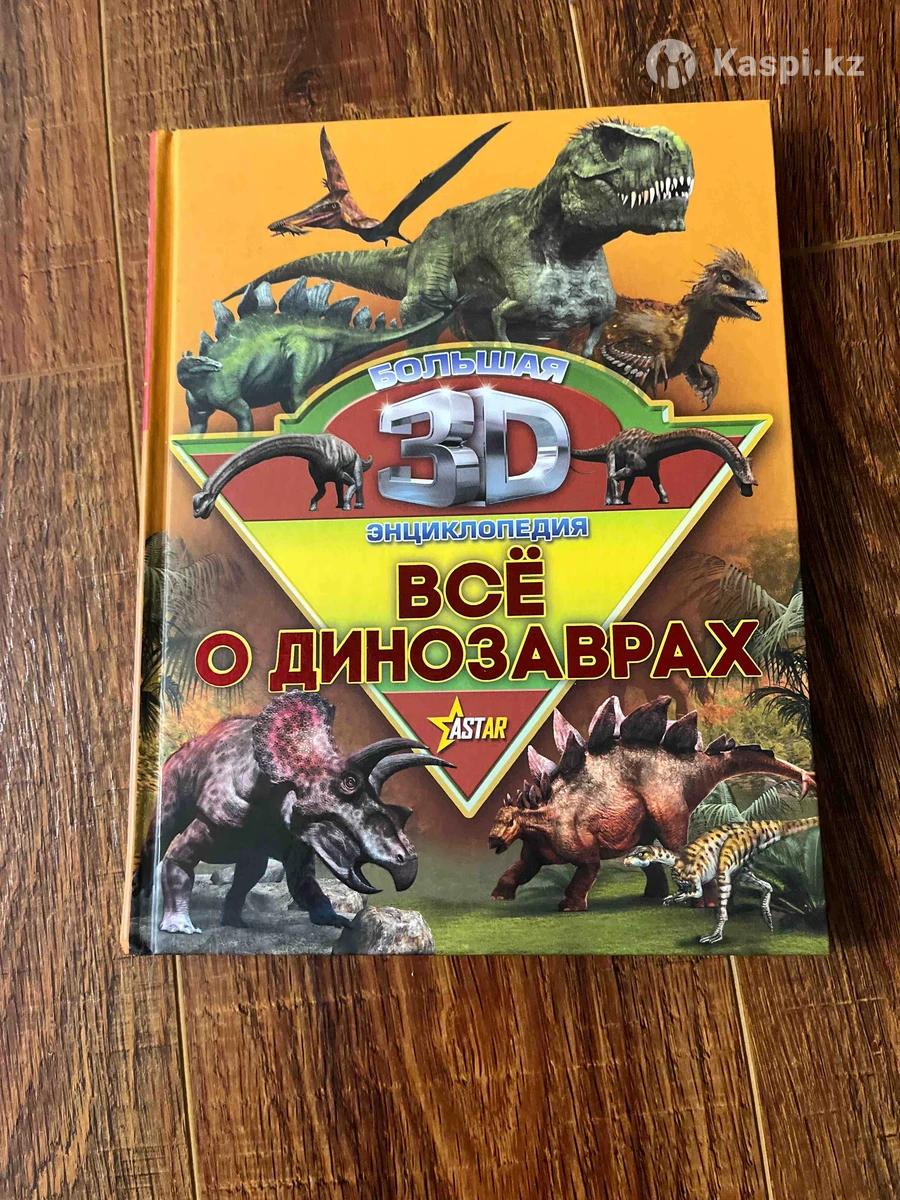 Kaspi.kz
БОЛЬШАЯ
3D
ЭНЦИКЛОПЕДИЯ
ВСЁ
О ДИНОЗАВРАХ
ASTAR